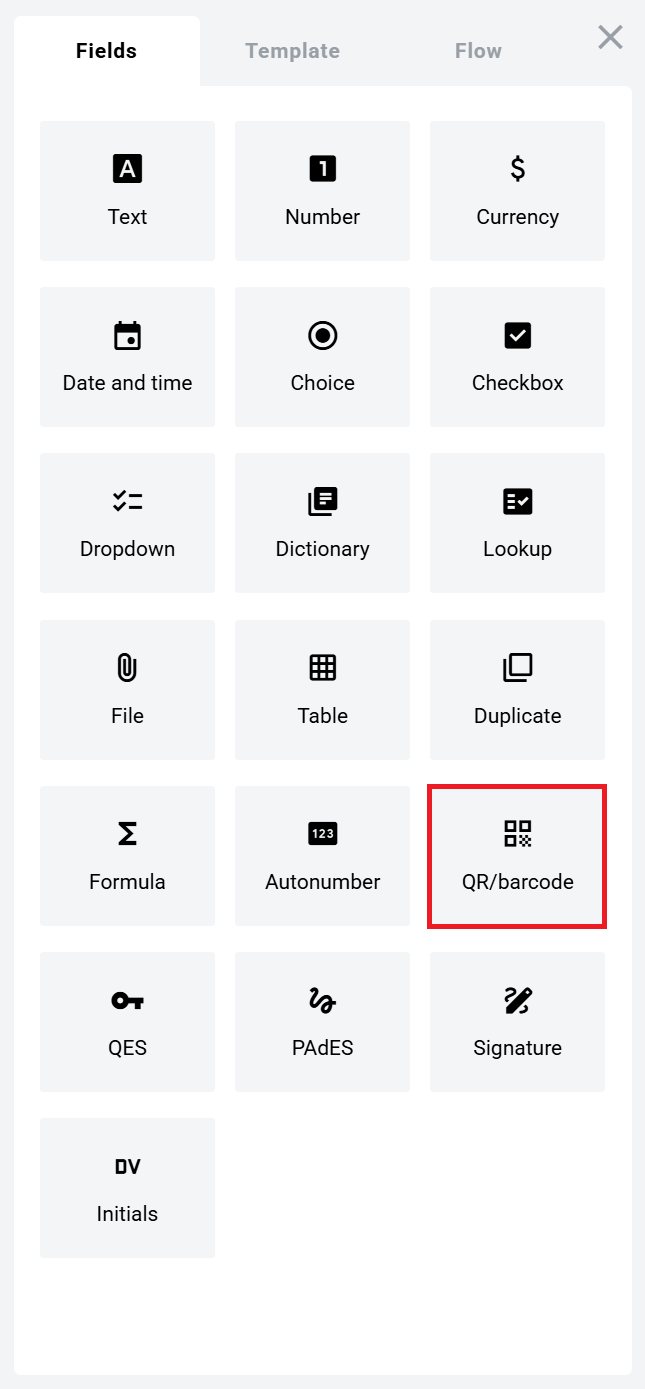 Fields Template Flow
A 1 $
Text Number Currency
Date and time Choice Checkbox
Dropdown Dictionary Lookup
File Table Duplicate
Σ 123
Formula Autonumber QR/barcode
QES PAdES Signature
DV
Initials